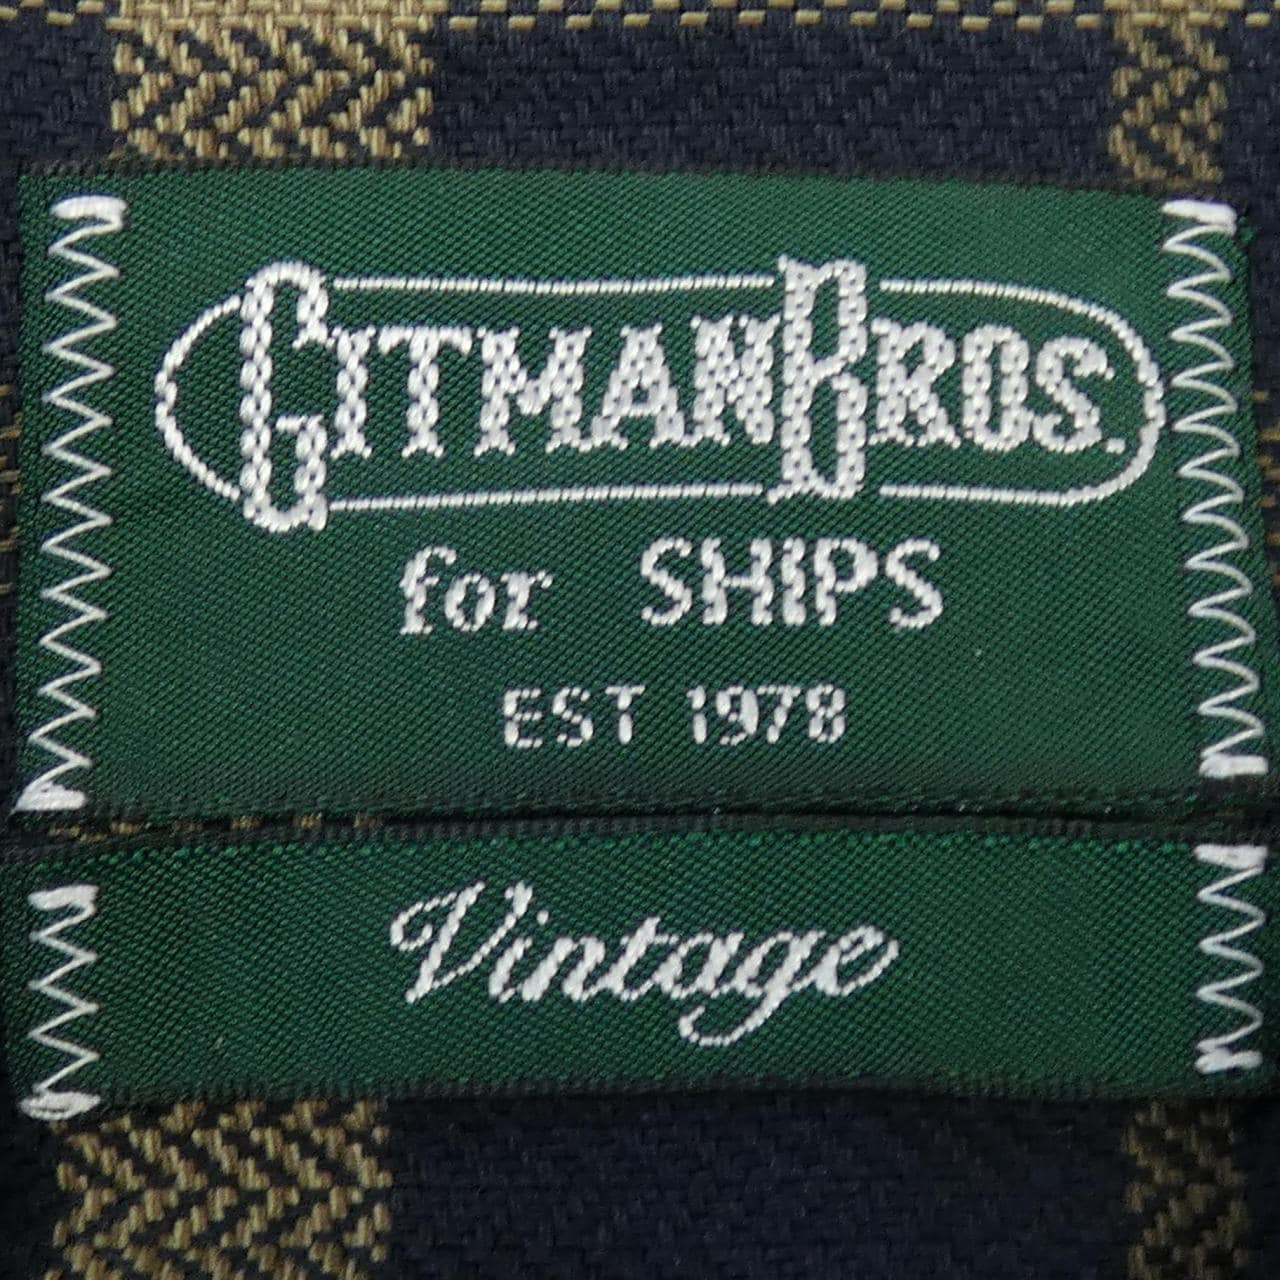 GITMAN BROS.
for SHIPS
EST 1978
Vintage